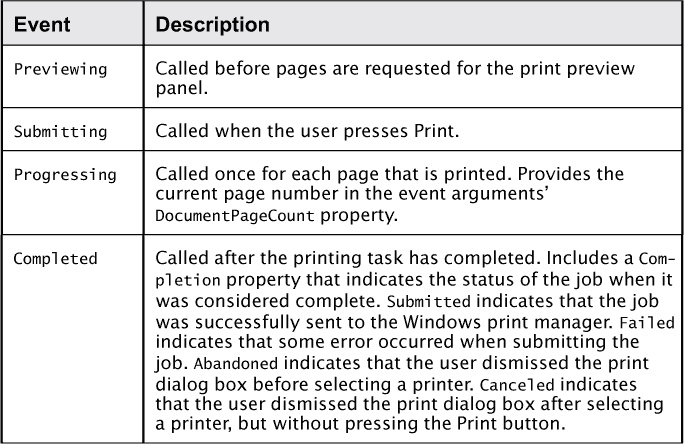 Event Description
Previewing Called before pages are requested for the print preview
panel.
Submitting Called when the user presses Print.
Progressing Called once for each page that is printed. Provides the
current page number in the event arguments’
DocumentPageCount property.
Completed Called after the printing task has completed. Includes a Com-
pletion property that indicates the status of the job when it
was considered complete. Submitted indicates that the job
was successfully sent to the Windows print manager. Failed
indicates that some error occurred when submitting the
job. Abandoned indicates that the user dismissed the print
dialog box before selecting a printer. Canceled indicates
that the user dismissed the print dialog box after selecting
a printer, but without pressing the Print button.